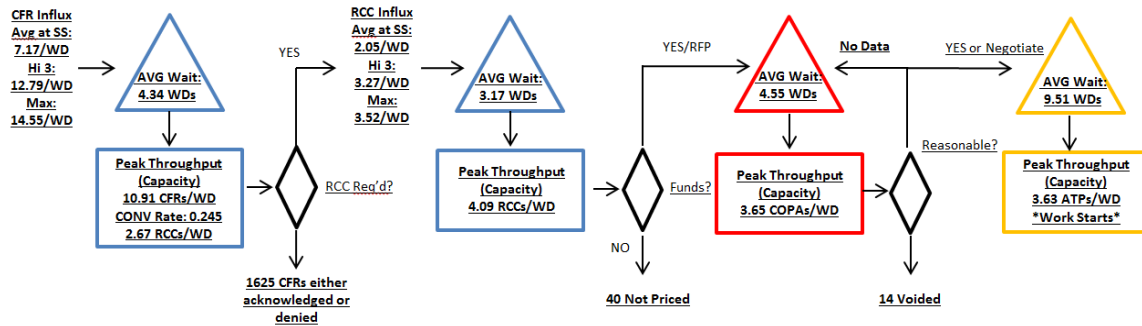 CFR Influx
Avg at SS:
7.17/WD
Hi 3:
12.79/WD
Max:
14.55/WD
AVG Wait:
4.34 WDs
Peak Throughput
(Capacity)
10.91 CFRs/WD
CONV Rate: 0.245
2.67 RCCs/WD
YES
RCC Req'd?
1625 CFRs either
acknowledged or
denied
RCC Influx
Avg at SS:
2.05/WD
Hi 3:
3.27/WD
Max:
3.52/WD
AVG Wait:
3.17 WDs
Peak Throughput
(Capacity)
4.09 RCCs/WD
YES/RFP
Funds?
NO
40 Not Priced
AVG Wait:
4.55 WDs
Peak Throughput
(Capacity)
3.65 COPAs/WD
No Data
Reasonable?
14 Voided
YES or Negotiate
AVG Wait:
9.51 WDs
Peak Throughput
(Capacity)
3.63 ATPs/WD
*Work Starts*